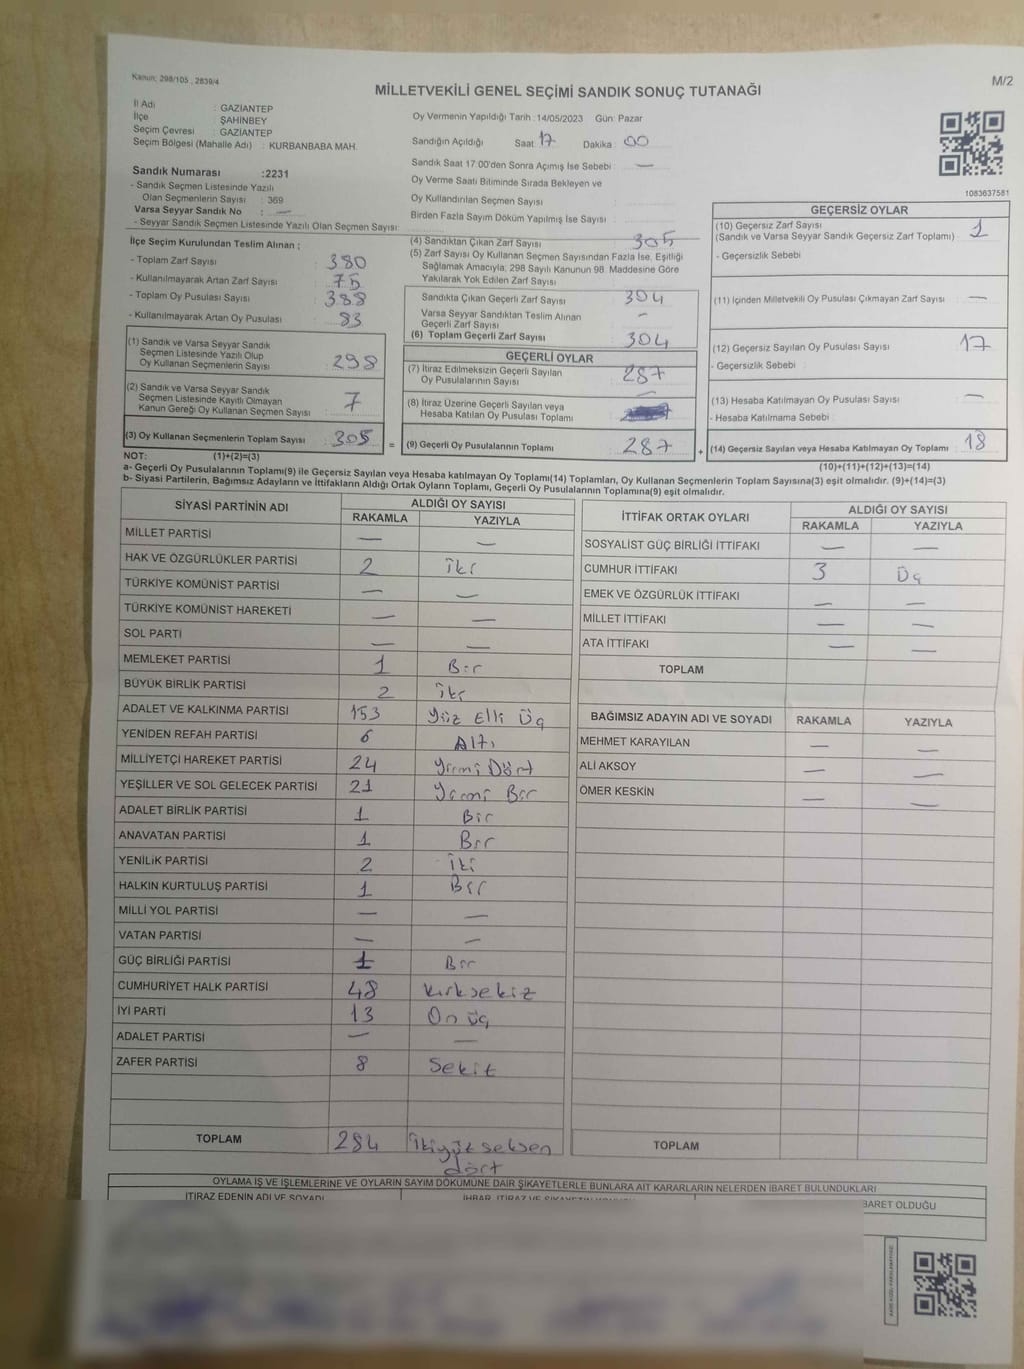 Kanun: 298/105, 2839/4
M/2
MİLLETVEKİLİ GENEL SEÇİMİ SANDIK SONUÇ TUTANAĞI
İl Adı : GAZİANTEP
İlçe : ŞAHİNBEY
Seçim Çevresi : GAZİANTEP
Seçim Bölgesi (Mahalle Adı) : KURBANBABA MAH.
Sandık Numarası :2231
- Sandık Seçmen Listesinde Yazılı
Olan Seçmenlerin Sayısı : 369
Varsa Seyyar Sandık No : —
- Seyyar Sandık Seçmen Listesinde Yazılı Olan Seçmen Sayısı:
Oy Vermenin Yapıldığı Tarih :14/05/2023 Gün: Pazar
Sandığın Açıldığı Saat 17 Dakika: 00
Sandık Saat 17.00'den Sonra Açımış İse Sebebi : —
Oy Verme Saati Bitiminde Sırada Bekleyen ve
Oy Kullandırılan Seçmen Sayısı :
Birden Fazla Sayım Döküm Yapılmış İse Sayısı :
1083637581
İlçe Seçim Kurulundan Teslim Alınan ;
- Toplam Zarf Sayısı : 380
- Kullanılmayarak Artan Zarf Sayısı : 75
- Toplam Oy Pusulası Sayısı : 388
- Kullanılmayarak Artan Oy Pusulası : 83
(1) Sandık ve Varsa Seyyar Sandık
Seçmen Listesinde Yazılı Olup
Oy Kullanan Seçmenlerin Sayısı : 298
(2) Sandık ve Varsa Seyyar Sandık
Seçmen Listesinde Kayıtlı Olmayan
Kanun Gereği Oy Kullanan Seçmen Sayısı : 7
(3) Oy Kullanan Seçmenlerin Toplam Sayısı : 305 =
(4) Sandıktan Çıkan Zarf Sayısı : 305
(5) Zarf Sayısı Oy Kullanan Seçmen Sayısından Fazla İse, Eşitliği
Sağlamak Amacıyla, 298 Sayılı Kanunun 98. Maddesine Göre
Yakılarak Yok Edilen Zarf Sayısı :
Sandıkta Çıkan Geçerli Zarf Sayısı : 304
Varsa Seyyar Sandıktan Teslim Alınan
Geçerli Zarf Sayısı : —
(6) Toplam Geçerli Zarf Sayısı : 304
GEÇERLİ OYLAR
(7) İtiraz Edilmeksizin Geçerli Sayılan
Oy Pusulalarının Sayısı : 287
(8) İtiraz Üzerine Geçerli Sayılan veya —
Hesaba Katılan Oy Pusulası Toplamı :
(9) Geçerli Oy Pusulalarının Toplamı : 287 +
GEÇERSİZ OYLAR
(10) Geçersiz Zarf Sayısı : 1
(Sandık ve Varsa Seyyar Sandık Geçersiz Zarf Toplamı)
- Geçersizlik Sebebi
(11) İçinden Milletvekili Oy Pusulası Çıkmayan Zarf Sayısı : —
(12) Geçersiz Sayılan Oy Pusulası Sayısı : 17
- Geçersizlik Sebebi :
(13) Hesaba Katılmayan Oy Pusulası Sayısı : —
- Hesaba Katılmama Sebebi :
(14) Geçersiz Sayılan veya Hesaba Katılmayan Oy Toplamı : 18
NOT: (1)+(2)=(3) (10)+(11)+(12)+(13)=(14)
a- Geçerli Oy Pusulalarının Toplamı(9) ile Geçersiz Sayılan veya Hesaba katılmayan Oy Toplamı(14) Toplamları, Oy Kullanan Seçmenlerin Toplam Sayısına(3) eşit olmalıdır. (9)+(14)=(3)
b- Siyasi Partilerin, Bağımsız Adayların ve İttifakların Aldığı Ortak Oyların Toplamı, Geçerli Oy Pusulalarının Toplamına(9) eşit olmalıdır.
SİYASİ PARTİNİN ADI ALDIĞI OY SAYISI
RAKAMLA YAZIYLA
MİLLET PARTİSİ — —
HAK VE ÖZGÜRLÜKLER PARTİSİ 2 İki
TÜRKİYE KOMÜNİST PARTİSİ — —
TÜRKİYE KOMÜNİST HAREKETİ — —
SOL PARTİ — —
MEMLEKET PARTİSİ 1 Bir
BÜYÜK BİRLİK PARTİSİ 2 İki
ADALET VE KALKINMA PARTİSİ 153 Yüz Elli Üç
YENİDEN REFAH PARTİSİ 6 Altı
MİLLİYETÇİ HAREKET PARTİSİ 24 Yirmi Dört
YEŞİLLER VE SOL GELECEK PARTİSİ 21 Yirmi Bir
ADALET BİRLİK PARTİSİ 1 Bir
ANAVATAN PARTİSİ 1 Bir
YENİLİK PARTİSİ 2 İki
HALKIN KURTULUŞ PARTİSİ 1 Bir
MİLLİ YOL PARTİSİ — —
VATAN PARTİSİ — —
GÜÇ BİRLİĞİ PARTİSİ 1 Bir
CUMHURİYET HALK PARTİSİ 48 Kırksekiz
İYİ PARTİ 13 On üç
ADALET PARTİSİ — —
ZAFER PARTİSİ 8 Sekiz
TOPLAM 284 İkiyüz seksen
dört
İTTİFAK ORTAK OYLARI ALDIĞI OY SAYISI
RAKAMLA YAZIYLA
SOSYALİST GÜÇ BİRLİĞİ İTTİFAKI — —
CUMHUR İTTİFAKI 3 Üç
EMEK VE ÖZGÜRLÜK İTTİFAKI — —
MİLLET İTTİFAKI — —
ATA İTTİFAKI — —
TOPLAM
BAĞIMSIZ ADAYIN ADI VE SOYADI RAKAMLA YAZIYLA
MEHMET KARAYILAN — —
ALİ AKSOY — —
ÖMER KESKİN — —
TOPLAM
OYLAMA İŞ VE İŞLEMLERİNE VE OYLARIN SAYIM DÖKÜMÜNE DAİR ŞİKAYETLERLE BUNLARA AİT KARARLARIN NELERDEN İBARET BULUNDUKLARI
İTİRAZ EDENİN ADI VE SOYADI
BARET OLDUĞU